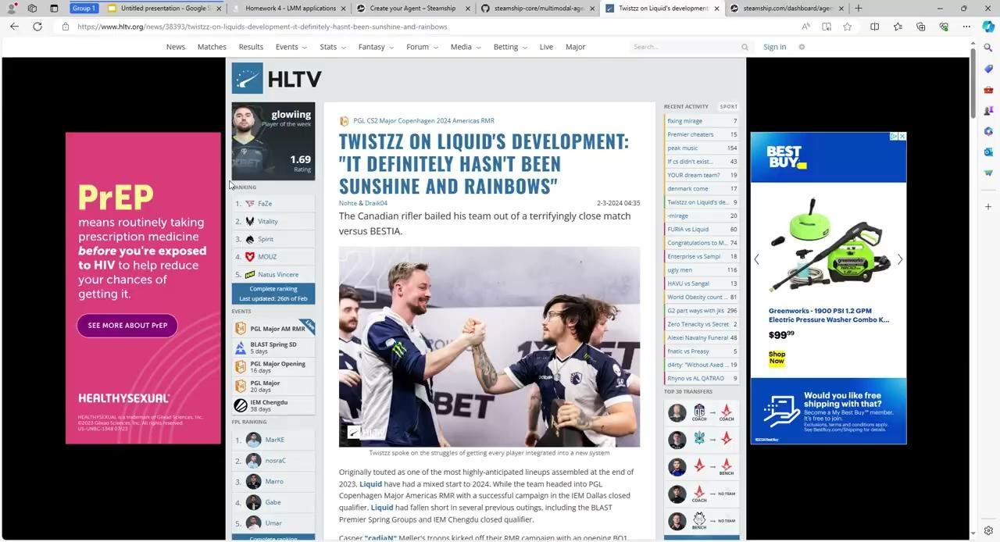 Group 1
Untitled presentation - Google S
Homework 4 - LMM applications
Create your Agent – Steamship
steamship-core/multimodal-age
Twistzz on Liquid's development:
steamship.com/dashboard/agen
https://www.hltv.org/news/38393/twistzz-on-liquids-development-it-definitely-hasnt-been-sunshine-and-rainbows
News Matches Results Events Stats Fantasy Forum Media Betting Live Major
Search...
Sign in
HLTV
glowiing
Player of the week
1.69
Rating
RANKING
1. FaZe
2. Vitality
3. Spirit
4. MOUZ
5. Natus Vincere
Complete ranking
Last updated: 26th of Feb
EVENTS
PGL Major AM RMR
Live
BLAST Spring SD
5 days
PGL Major Opening
16 days
PGL Major
20 days
IEM Chengdu
38 days
FPL RANKING
1. MarKE
2. nosraC
3. Marro
4. Gabe
5. Umar
Complete ranking
PGL CS2 Major Copenhagen 2024 Americas RMR
TWISTZZ ON LIQUID'S DEVELOPMENT:
"IT DEFINITELY HASN'T BEEN
SUNSHINE AND RAINBOWS"
Nohte & Draik04
2-3-2024 04:35
The Canadian rifler bailed his team out of a terrifyingly close match
versus BESTIA.
HLTV
Twistzz spoke on the struggles of getting every player integrated into a new system
Originally touted as one of the most highly-anticipated lineups assembled at the end of
2023, Liquid have had a mixed start to 2024. While the team headed into PGL
Copenhagen Major Americas RMR with a successful campaign in the IEM Dallas closed
qualifier, Liquid had fallen short in several previous outings, including the BLAST
Premier Spring Groups and IEM Chengdu closed qualifier.
Casper "cadiaN" Møller's troops kicked off their RMR campaign with an opening BO1
RECENT ACTIVITY
SPORT
fixing mirage 7
Premier cheaters 15
peak music 154
If cs didn't exist... 43
YOUR dream team? 19
denmark come 17
Twistzz on Liquid's de... 9
-mirage 20
FURIA vs Liquid 60
Congratulations to M... 74
Enterprise vs Sampi 18
ugly men 116
HAVU vs Sangal 13
World Obesity count ... 81
G2 part ways with jks 296
Zero Tenacity vs Secret 2
Alexei Navalny Funeral 48
fnatic vs Preasy 5
d4rty: "Without Axed ... 19
Rhyno vs AL QATRAO 9
TOP 30 TRANSFERS
COACH
COACH
BENCH
COACH
NO TEAM
BENCH
NO TEAM
PrEP
means routinely taking
prescription medicine
before you're exposed
to HIV to help reduce
your chances of
getting it.
SEE MORE ABOUT PrEP
HEALTHYSEXUAL
HEALTHYSEXUAL is a trademark of Gilead Sciences, Inc.
©2023 Gilead Sciences, Inc. All rights reserved.
US-UNBC-1348 07/23
BEST
BUY
Greenworks - 1900 PSI 1.2 GPM
Electric Pressure Washer Combo K...
$99.99
Shop
Now
Would you like free
shipping with that?
Become a My Best Buy™ member.
It's free to join.
Exclusions, terms and conditions apply.
See BestBuy.com/Shipping for details.